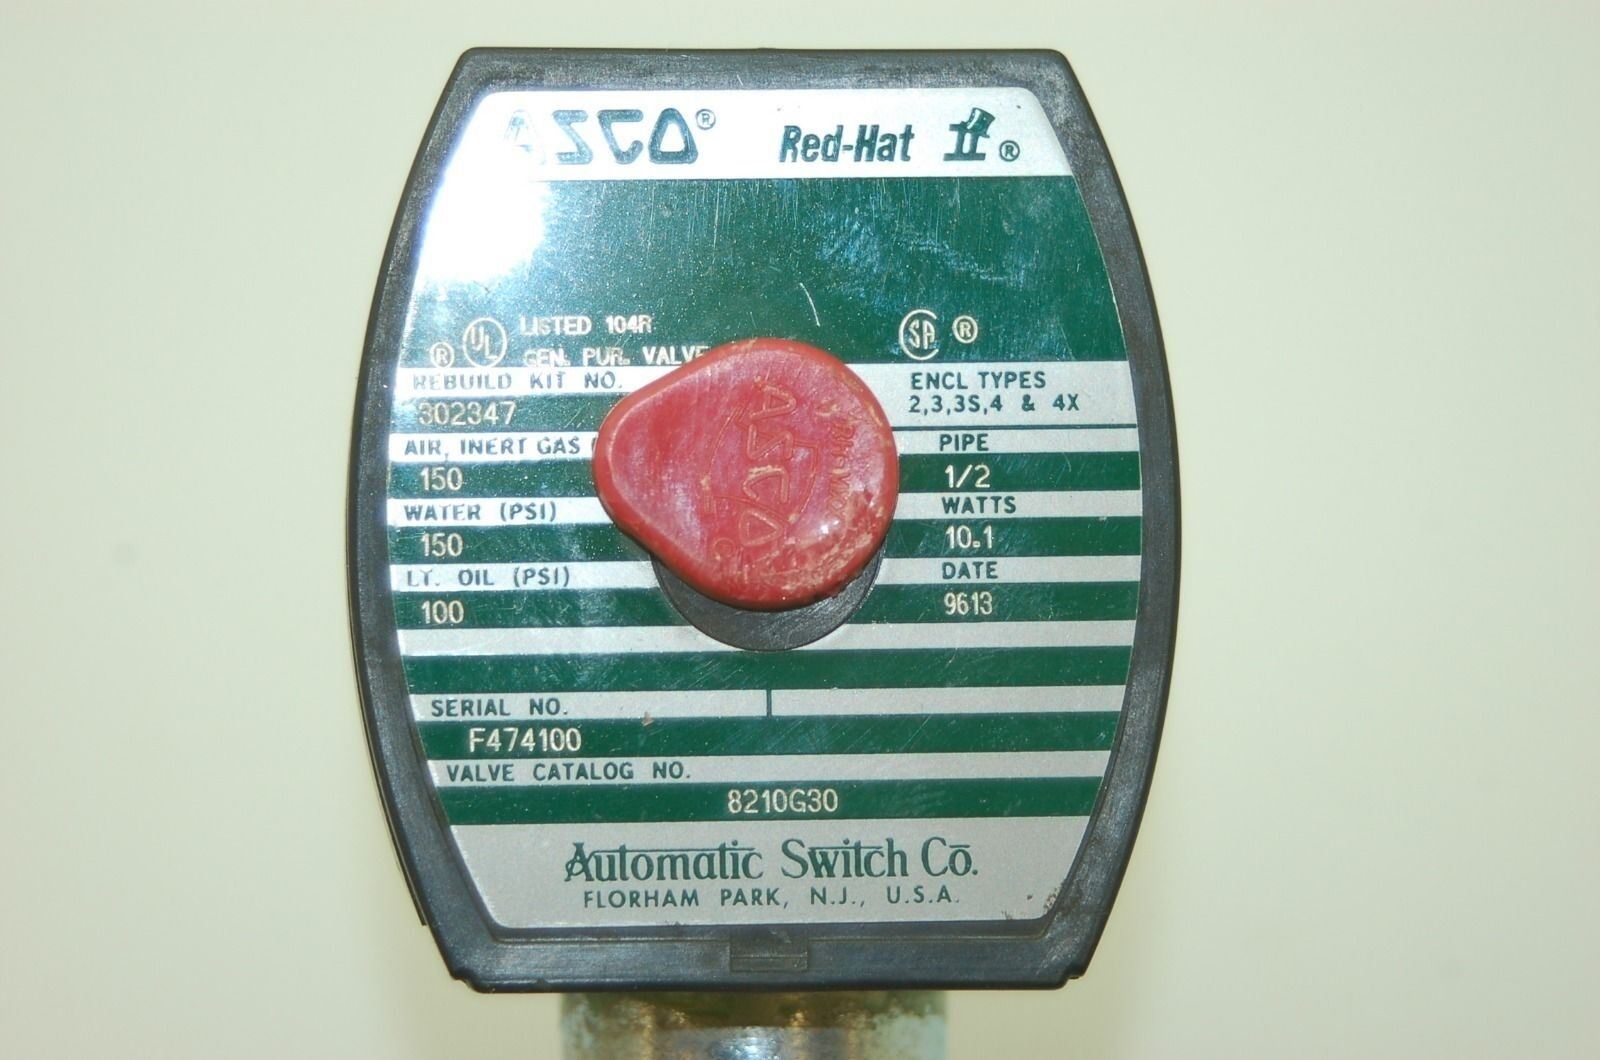 ASCO® Red-Hat II®
® UL LISTED 104R
GEN. PUR. VALVE
SA ®
REBUILD KIT NO.
302347
ENCL TYPES
2,3,3S,4 & 4X
AIR, INERT GAS
150
PIPE
1/2
WATER (PSI)
150
WATTS
10.1
LT. OIL (PSI)
100
DATE
9613
ASCO
SERIAL NO.
F474100
VALVE CATALOG NO.
8210G30
Automatic Switch Co.
FLORHAM PARK, N.J., U.S.A.